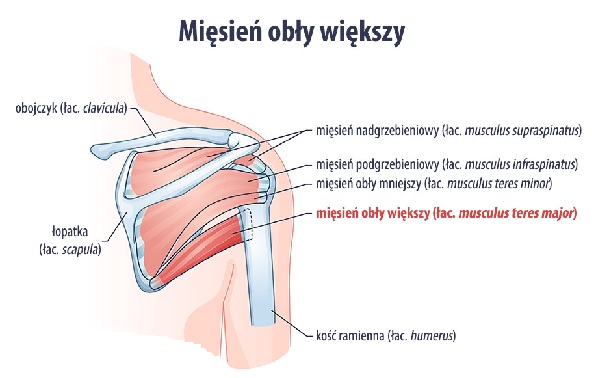 Mięsień obły większy
obojczyk (łac. clavicula)
mięsień nadgrzebieniowy (łac. musculus supraspinatus)
mięsień podgrzebieniowy (łac. musculus infraspinatus)
mięsień obły mniejszy (łac. musculus teres minor)
mięsień obły większy (łac. musculus teres major)
łopatka
(łac. scapula)
kość ramienna (łac. humerus)